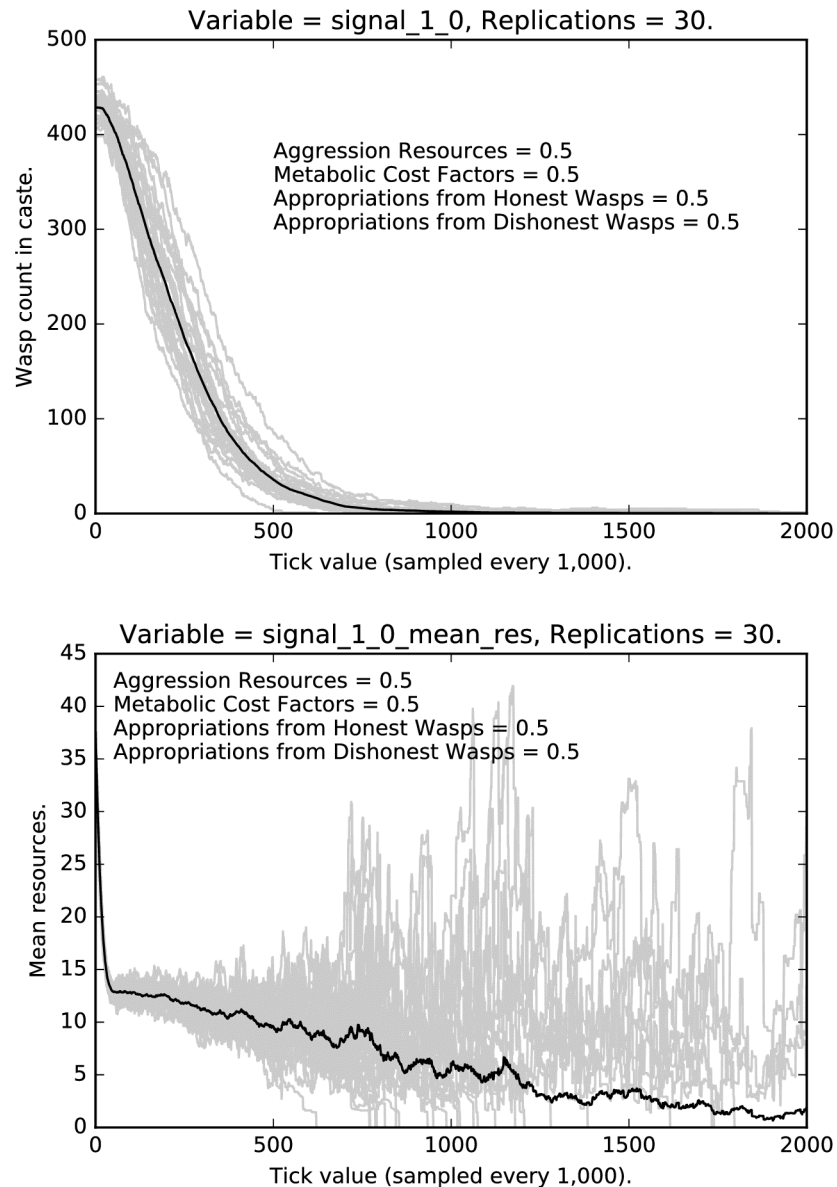 Variable = signal_1_0, Replications = 30.
500
400
300
200
100
0
Wasp count in caste.
Aggression Resources = 0.5
Metabolic Cost Factors = 0.5
Appropriations from Honest Wasps = 0.5
Appropriations from Dishonest Wasps = 0.5
0 500 1000 1500 2000
Tick value (sampled every 1,000).
Variable = signal_1_0_mean_res, Replications = 30.
45
40
35
30
25
20
15
10
5
0
Mean resources.
Aggression Resources = 0.5
Metabolic Cost Factors = 0.5
Appropriations from Honest Wasps = 0.5
Appropriations from Dishonest Wasps = 0.5
0 500 1000 1500 2000
Tick value (sampled every 1,000).